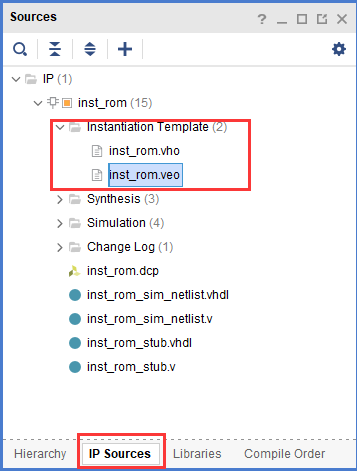 Sources
IP (1)
inst_rom (15)
Instantiation Template (2)
inst_rom.vho
inst_rom.veo
Synthesis (3)
Simulation (4)
Change Log (1)
inst_rom.dcp
inst_rom_sim_netlist.vhdl
inst_rom_sim_netlist.v
inst_rom_stub.vhdl
inst_rom_stub.v
Hierarchy IP Sources Libraries Compile Order